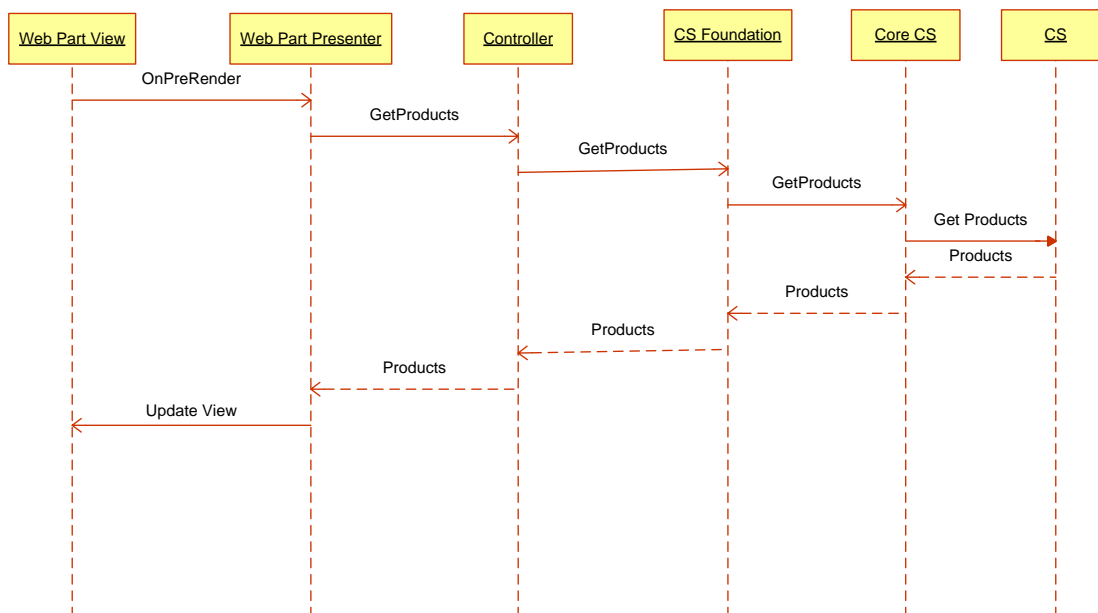 Web Part View
Web Part Presenter
Controller
CS Foundation
Core CS
CS
OnPreRender
GetProducts
GetProducts
GetProducts
Get Products
Products
Products
Products
Products
Update View